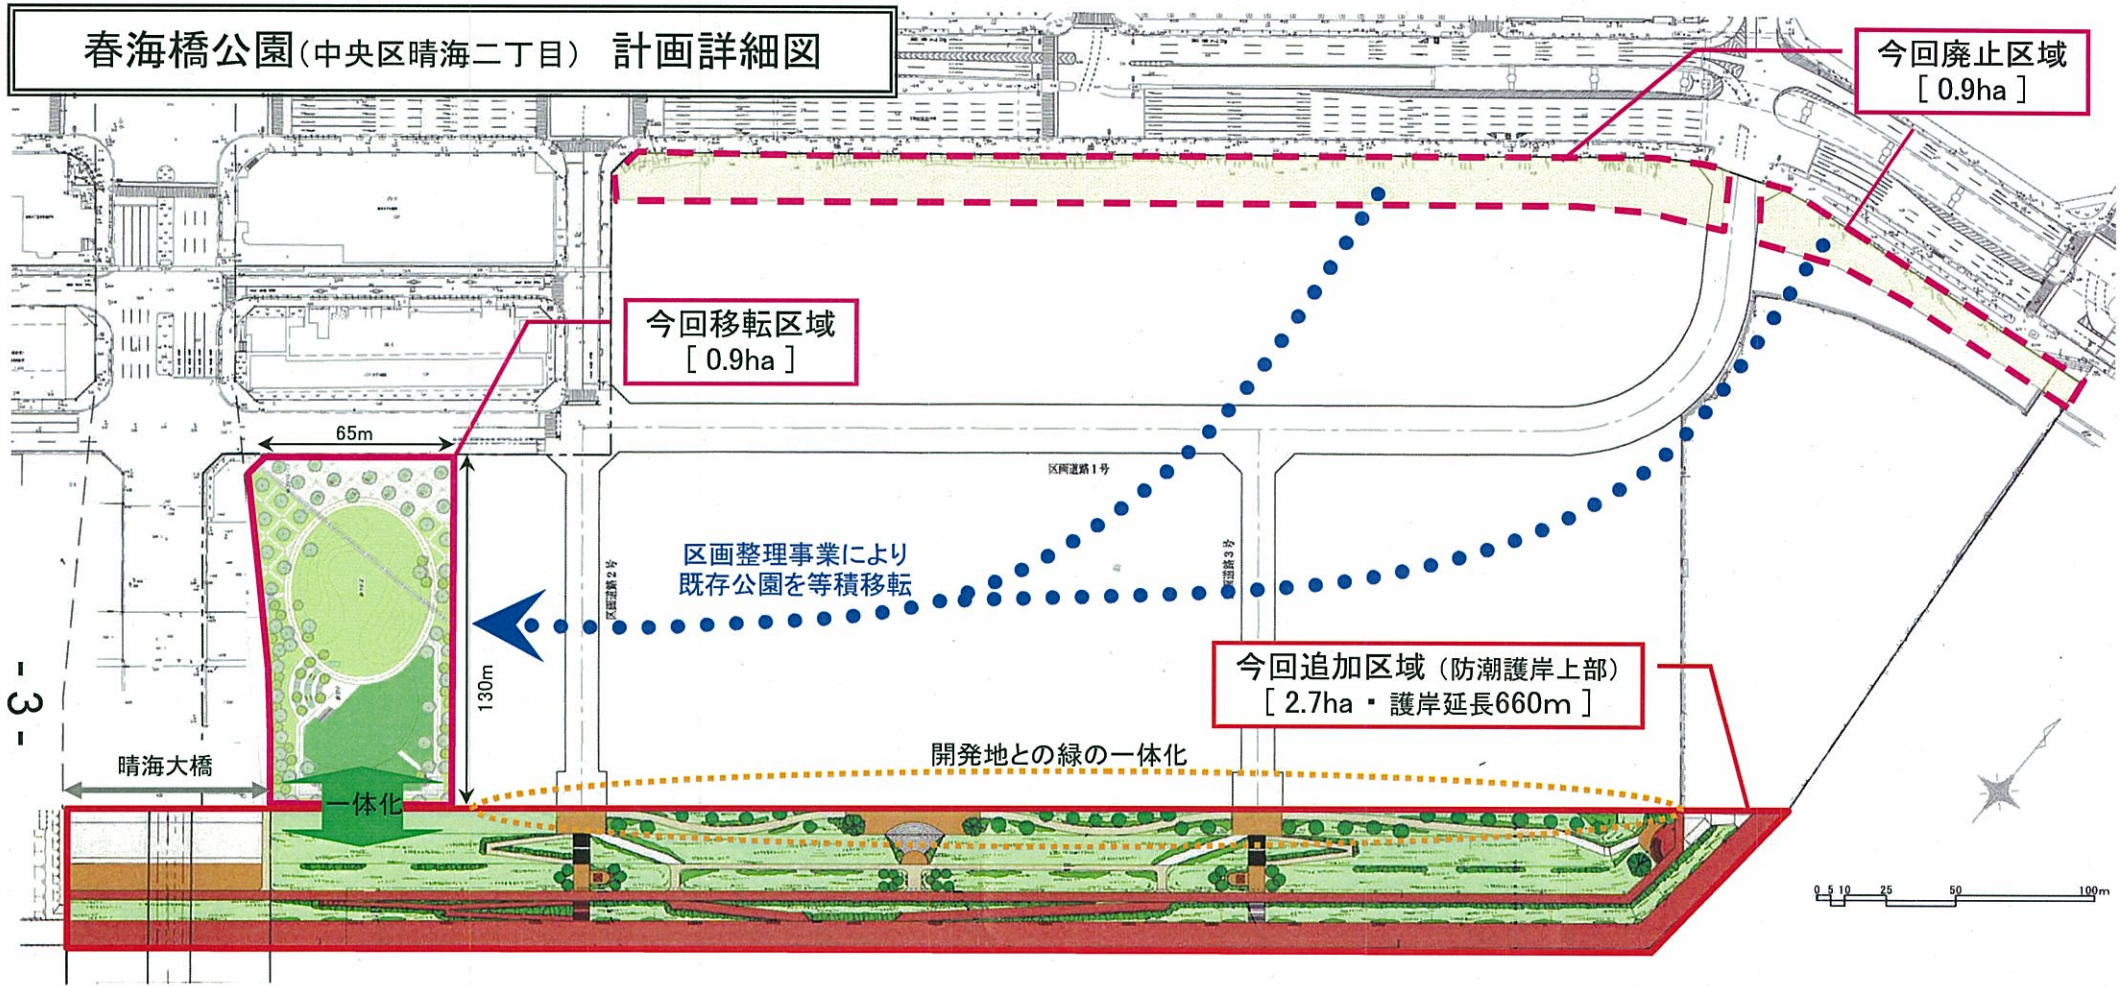 春海橋公園(中央区晴海二丁目) 計画詳細図
今回廃止区域
[ 0.9ha ]
今回移転区域
[ 0.9ha ]
65m
区画道路1号
区画整理事業により
既存公園を等積移転
区画道路2号
区画道路3号
130m
今回追加区域（防潮護岸上部）
[ 2.7ha ・ 護岸延長660m ]
開発地との緑の一体化
晴海大橋
一体化
0 5 10 25 50 100m
- 3 -